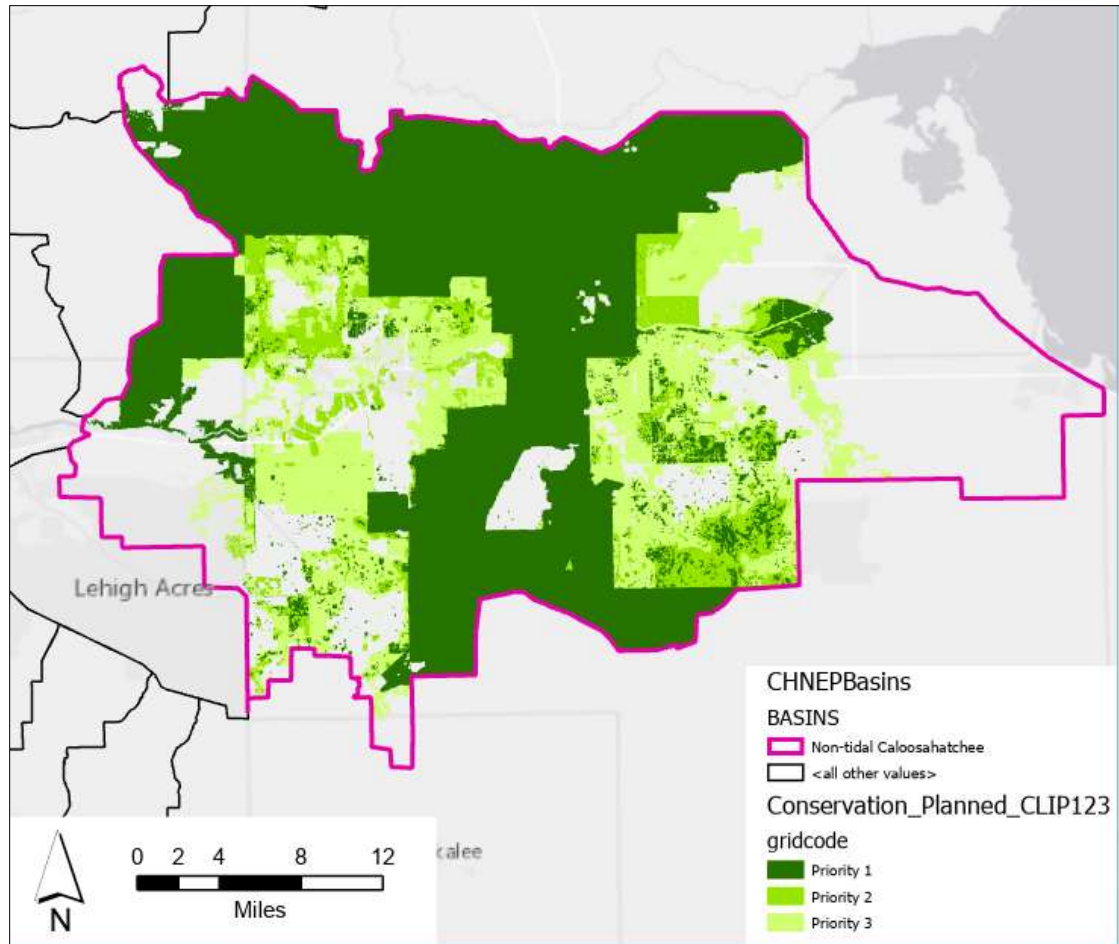 Lehigh Acres
CHNEPBasins
BASINS
Non-tidal Caloosahatchee
<all other values>
Conservation_Planned_CLIP123
gridcode
Priority 1
Priority 2
Priority 3
0 2 4 8 12
Miles
N
kalee